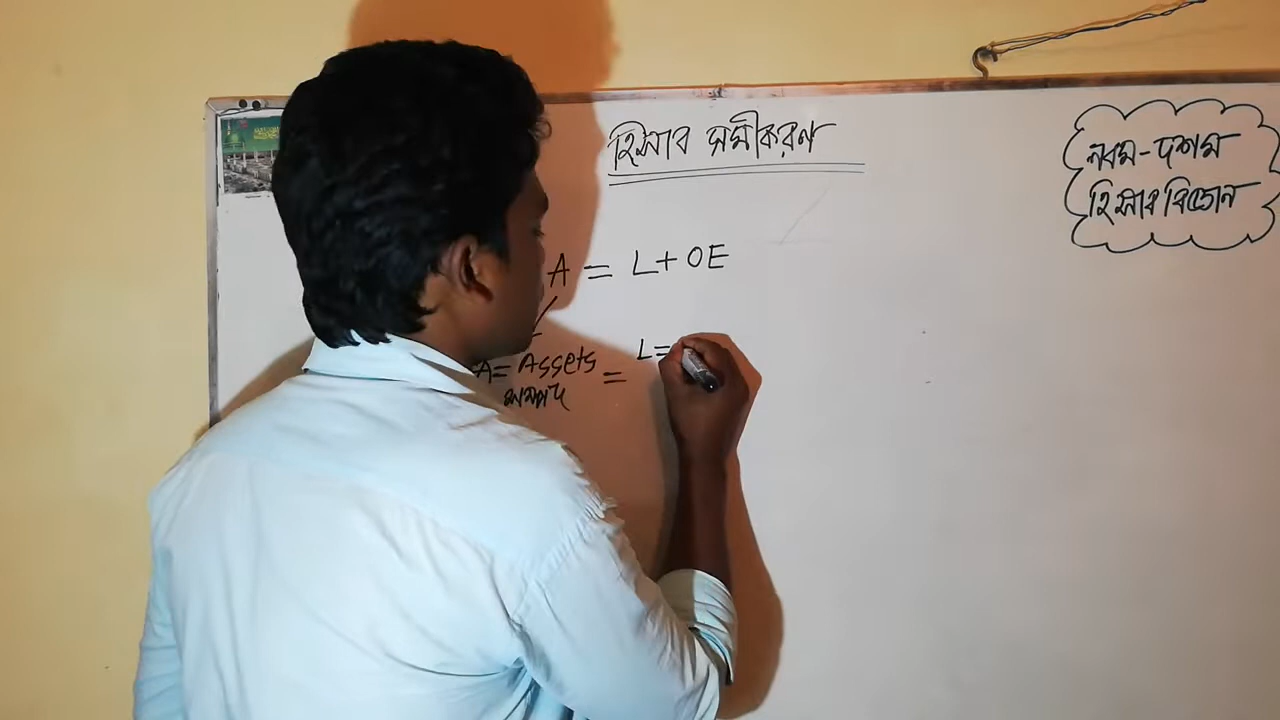 হিসাব সমীকরণ
নবম-দশম
হিসাব বিজ্ঞান
A = L + OE
A = Assets =
সম্পদ
L =